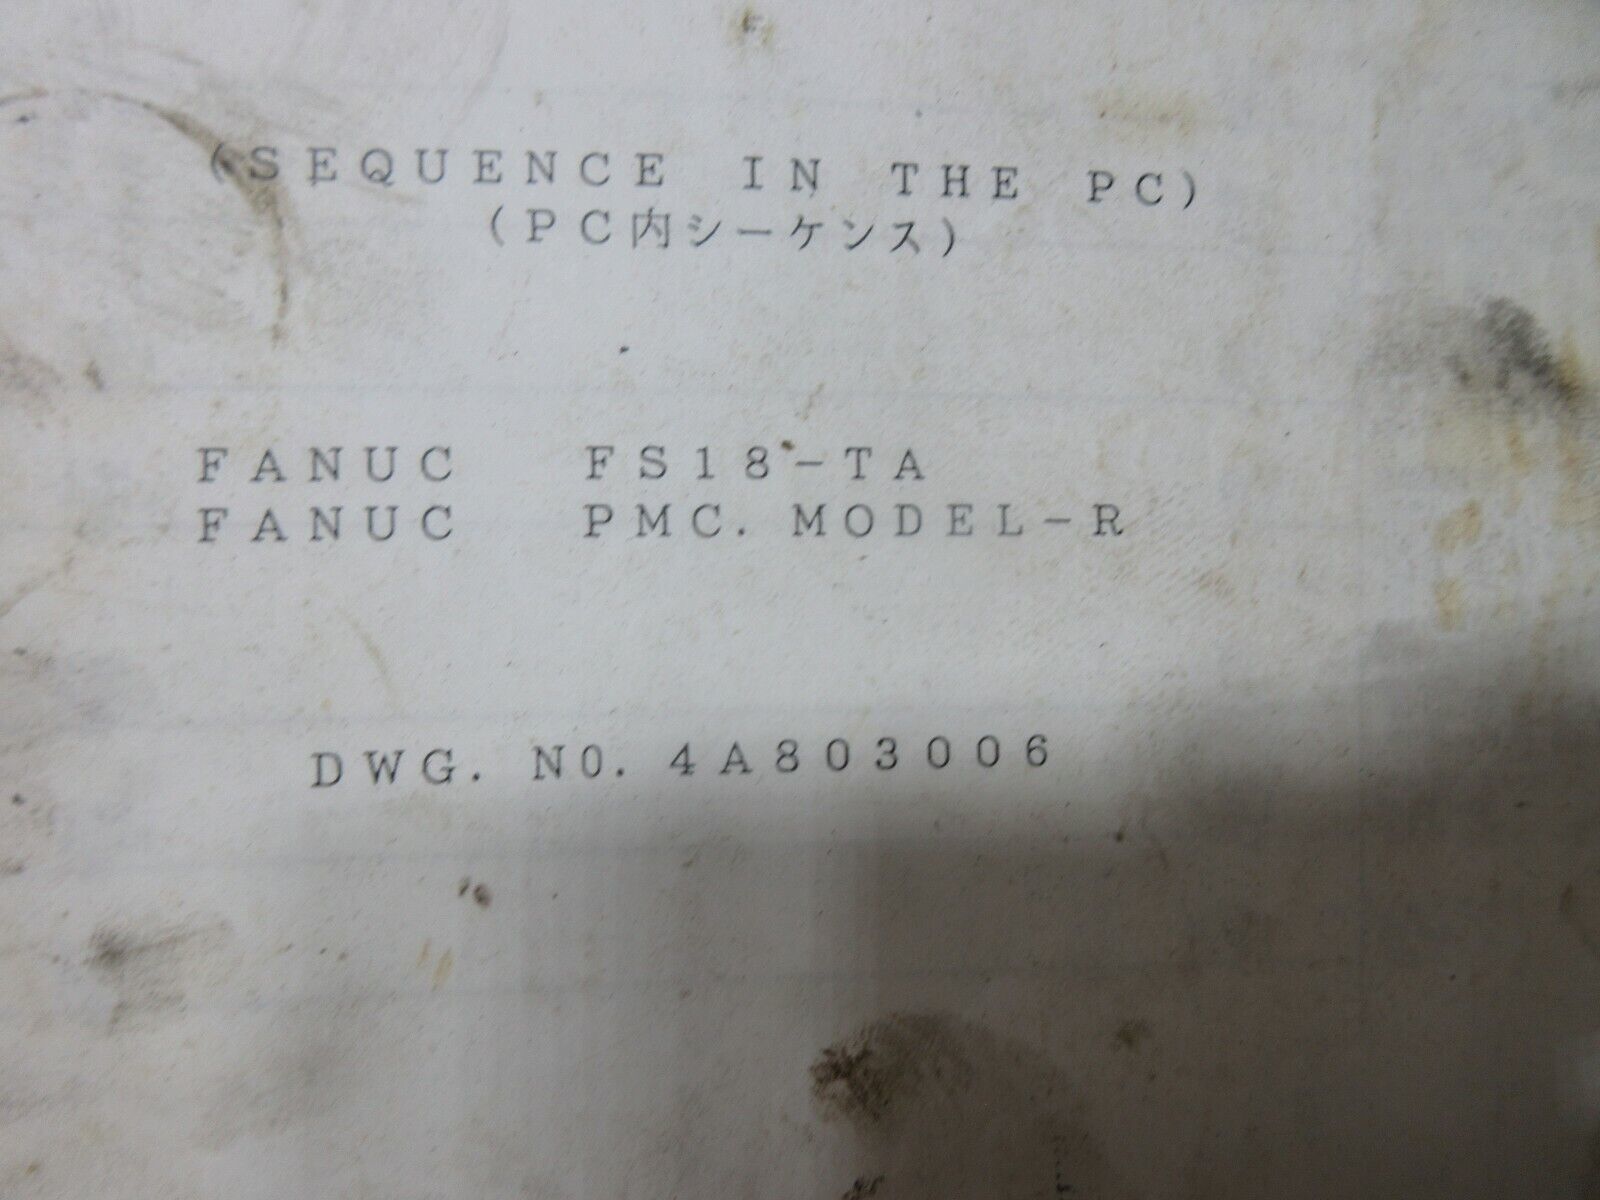 (SEQUENCE IN THE PC)
(PC内シーケンス)
FANUC FS18-TA
FANUC PMC. MODEL-R
DWG. NO. 4A803006